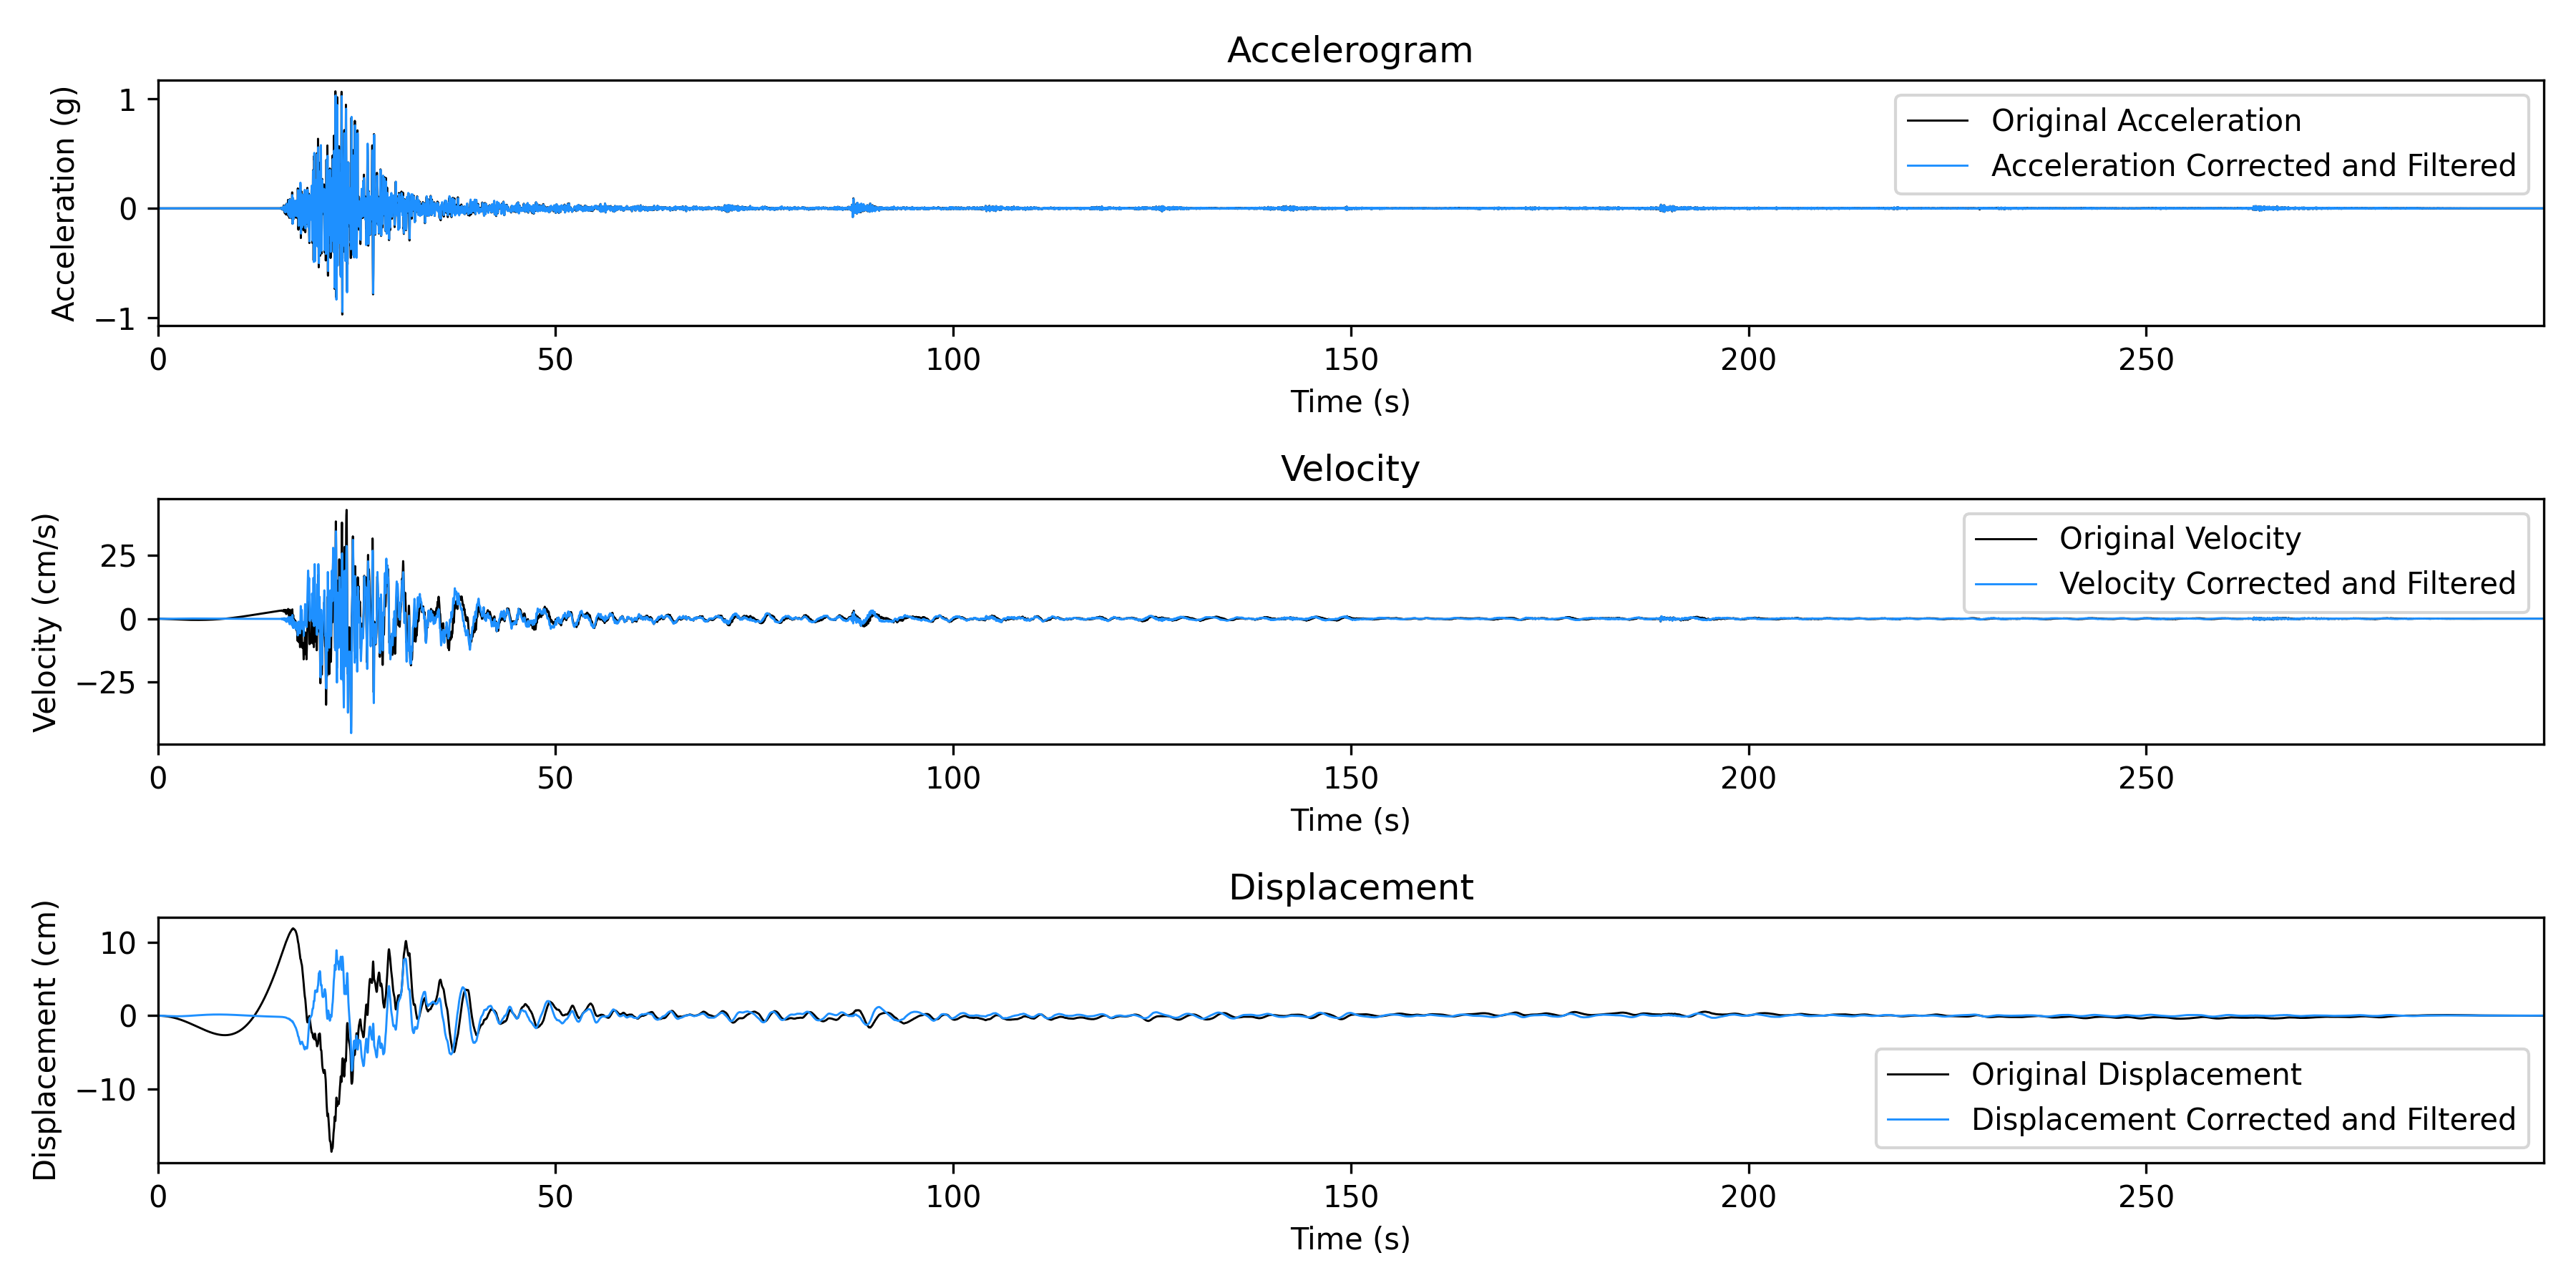 Accelerogram
Acceleration (g)
1
0
−1
Original Acceleration
Acceleration Corrected and Filtered
0 50 100 150 200 250
Time (s)
Velocity
Velocity (cm/s)
25
0
−25
Original Velocity
Velocity Corrected and Filtered
0 50 100 150 200 250
Time (s)
Displacement
Displacement (cm)
10
0
−10
Original Displacement
Displacement Corrected and Filtered
0 50 100 150 200 250
Time (s)